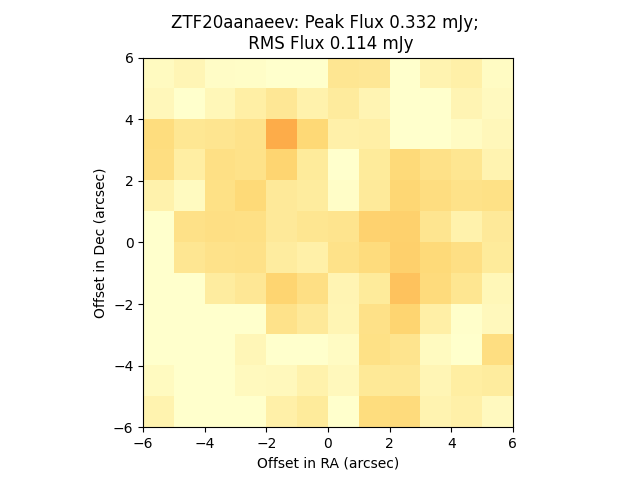 ZTF20aanaeev: Peak Flux 0.332 mJy;
RMS Flux 0.114 mJy
6
4
2
0
−2
−4
−6
Offset in Dec (arcsec)
−6 −4 −2 0 2 4 6
Offset in RA (arcsec)